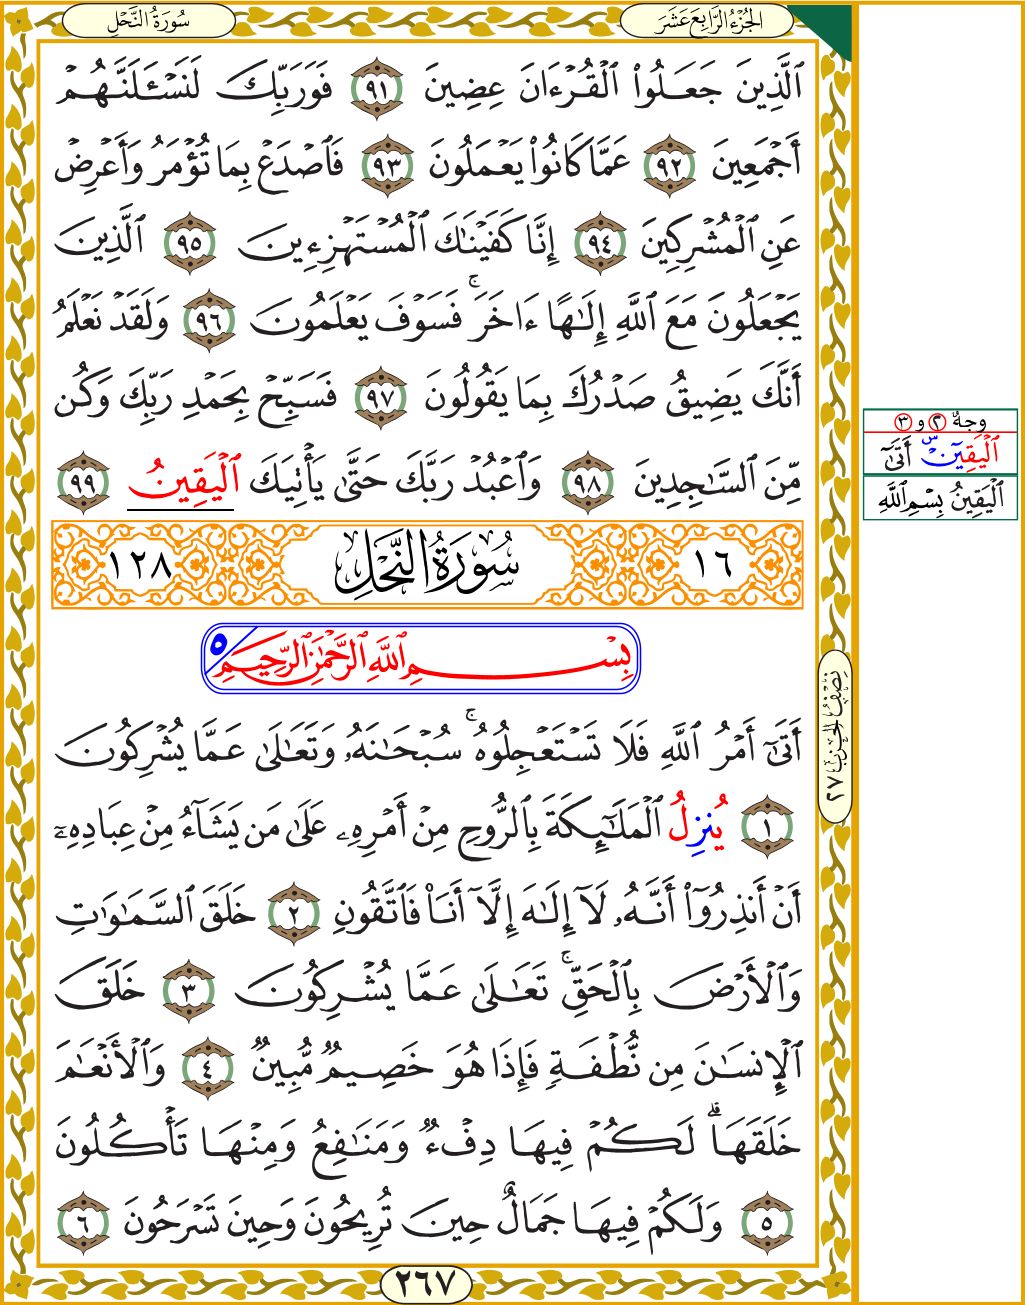 سُورَةُ النَّحْلِ
الجُزْءُ الرَّابِعَ عَشَرَ
ٱلَّذِينَ جَعَلُوا۟ ٱلْقُرْءَانَ عِضِينَ ٩١ فَوَرَبِّكَ لَنَسْـَٔلَنَّهُمْ
أَجْمَعِينَ ٩٢ عَمَّا كَانُوا۟ يَعْمَلُونَ ٩٣ فَٱصْدَعْ بِمَا تُؤْمَرُ وَأَعْرِضْ
عَنِ ٱلْمُشْرِكِينَ ٩٤ إِنَّا كَفَيْنَـٰكَ ٱلْمُسْتَهْزِءِينَ ٩٥ ٱلَّذِينَ
يَجْعَلُونَ مَعَ ٱللَّهِ إِلَـٰهًا ءَاخَرَ ۚ فَسَوْفَ يَعْلَمُونَ ٩٦ وَلَقَدْ نَعْلَمُ
أَنَّكَ يَضِيقُ صَدْرُكَ بِمَا يَقُولُونَ ٩٧ فَسَبِّحْ بِحَمْدِ رَبِّكَ وَكُن
مِّنَ ٱلسَّـٰجِدِينَ ٩٨ وَٱعْبُدْ رَبَّكَ حَتَّىٰ يَأْتِيَكَ ٱلْيَقِينُ ٩٩
وجهُ ٢ و ٣
ٱلْيَقِينُ ۜ أَتَىٰٓ
ٱلْيَقِينُ بِسْمِ ٱللَّهِ
١٦ سُورَةُ النَّحْلِ ١٢٨
بِسْمِ ٱللَّهِ ٱلرَّحْمَـٰنِ ٱلرَّحِيمِ ٥
أَتَىٰٓ أَمْرُ ٱللَّهِ فَلَا تَسْتَعْجِلُوهُ ۚ سُبْحَـٰنَهُۥ وَتَعَـٰلَىٰ عَمَّا يُشْرِكُونَ
١ يُنزِلُ ٱلْمَلَـٰٓئِكَةَ بِٱلرُّوحِ مِنْ أَمْرِهِۦ عَلَىٰ مَن يَشَآءُ مِنْ عِبَادِهِۦٓ
أَنْ أَنذِرُوٓا۟ أَنَّهُۥ لَآ إِلَـٰهَ إِلَّآ أَنَا۠ فَٱتَّقُونِ ٢ خَلَقَ ٱلسَّمَـٰوَٰتِ
وَٱلْأَرْضَ بِٱلْحَقِّ ۚ تَعَـٰلَىٰ عَمَّا يُشْرِكُونَ ٣ خَلَقَ
ٱلْإِنسَـٰنَ مِن نُّطْفَةٍ فَإِذَا هُوَ خَصِيمٌ مُّبِينٌ ٤ وَٱلْأَنْعَـٰمَ
خَلَقَهَا ۗ لَكُمْ فِيهَا دِفْءٌ وَمَنَـٰفِعُ وَمِنْهَا تَأْكُلُونَ
٥ وَلَكُمْ فِيهَا جَمَالٌ حِينَ تُرِيحُونَ وَحِينَ تَسْرَحُونَ ٦
نِصْفُ الحِزْبِ ٢٧
٢٦٧